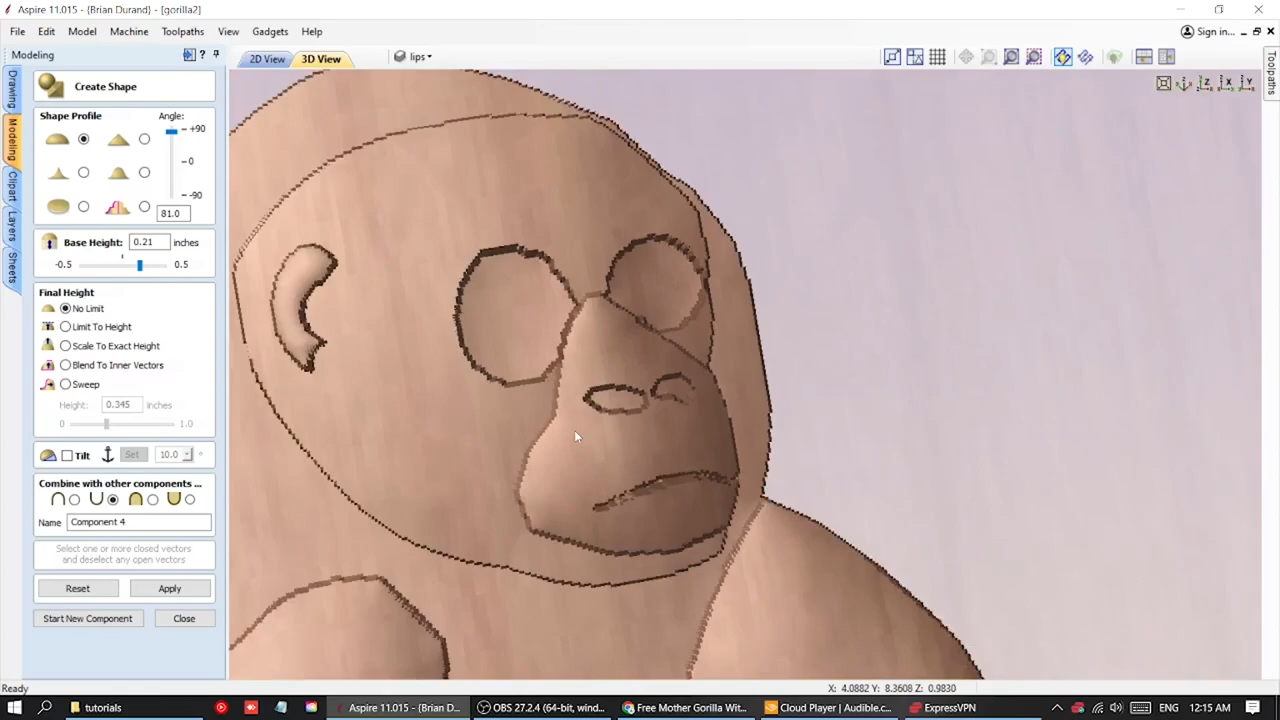 Aspire 11.015 - {Brian Durand} - [gorilla2]
File Edit Model Machine Toolpaths View Gadgets Help
Sign in...
Modeling ?
2D View 3D View lips
Drawing
Modeling
Clipart
Layers
Sheets
Toolpaths
Z X Y
Create Shape
Shape Profile Angle:
+90
0
-90
81.0
Base Height: 0.21 inches
-0.5 0.5
Final Height
No Limit
Limit To Height
Scale To Exact Height
Blend To Inner Vectors
Sweep
Height: 0.345 inches
0 1.0
Tilt Set 10.0 °
Combine with other components ...
Name Component 4
Select one or more closed vectors
and deselect any open vectors
Reset Apply
Start New Component Close
Ready X: 4.0882 Y: 8.3608 Z: 0.9830
tutorials Aspire 11.015 - {Brian D... OBS 27.2.4 (64-bit, wind... Free Mother Gorilla Wit... Cloud Player | Audible.c... ExpressVPN ENG 12:15 AM